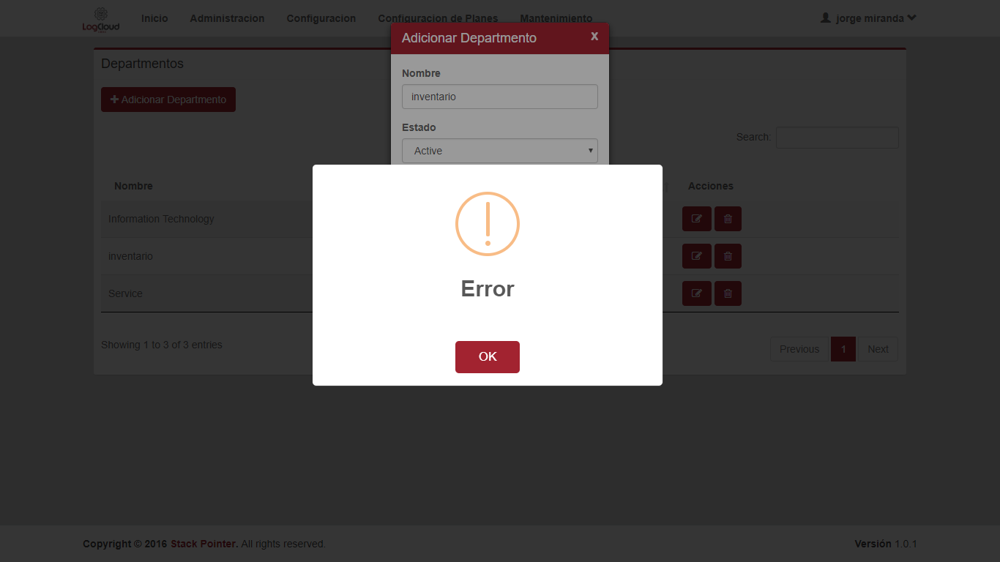 LogCloud
Inicio Administracion Configuracion Configuracion de Planes Mantenimiento jorge miranda
Adicionar Departmento x
Departmentos
Nombre
+ Adicionar Departmento
inventario
Estado
Search:
Active
Nombre Acciones
Information Technology
inventario
Service
Error
OK
Showing 1 to 3 of 3 entries
Previous 1 Next
Copyright © 2016 Stack Pointer. All rights reserved.
Versión 1.0.1